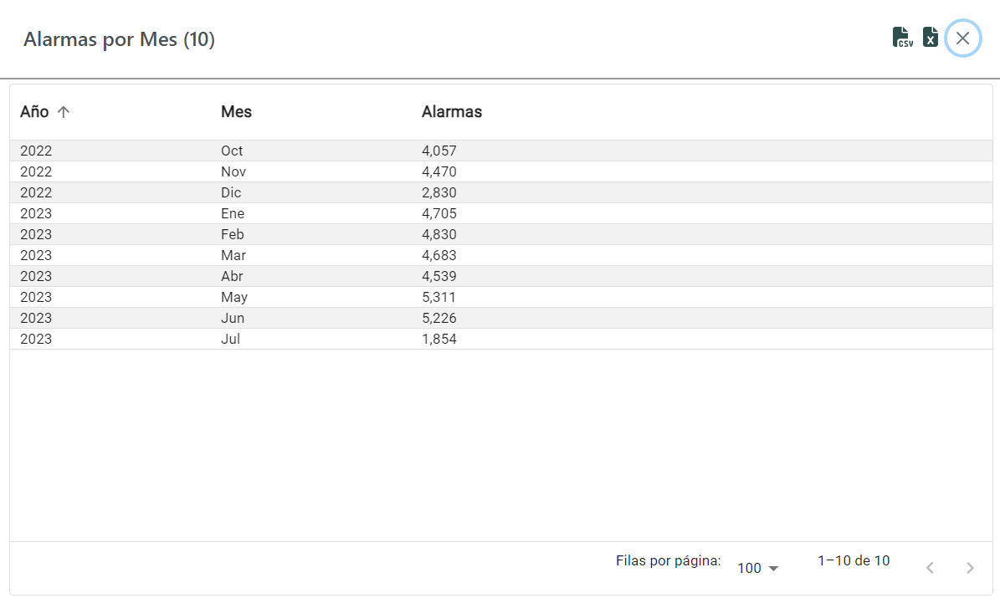 Alarmas por Mes (10)
CSV
X
Año Mes Alarmas
2022 Oct 4,057
2022 Nov 4,470
2022 Dic 2,830
2023 Ene 4,705
2023 Feb 4,830
2023 Mar 4,683
2023 Abr 4,539
2023 May 5,311
2023 Jun 5,226
2023 Jul 1,854
Filas por página: 100 1–10 de 10